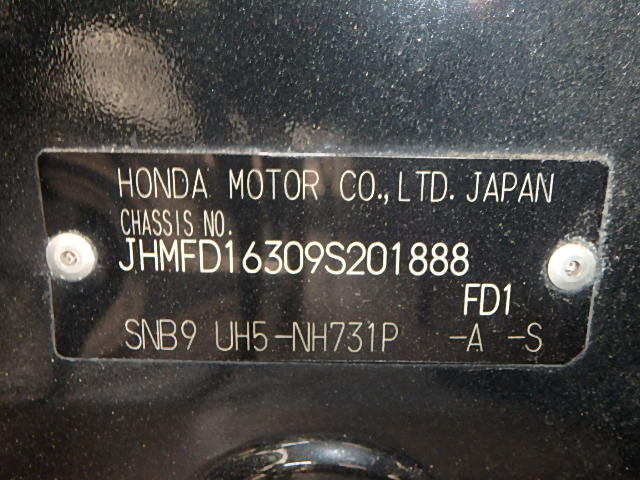 HONDA MOTOR CO.,LTD. JAPAN
CHASSIS NO.
JHMFD16309S201888
FD1
SNB9 UH5-NH731P -A -S